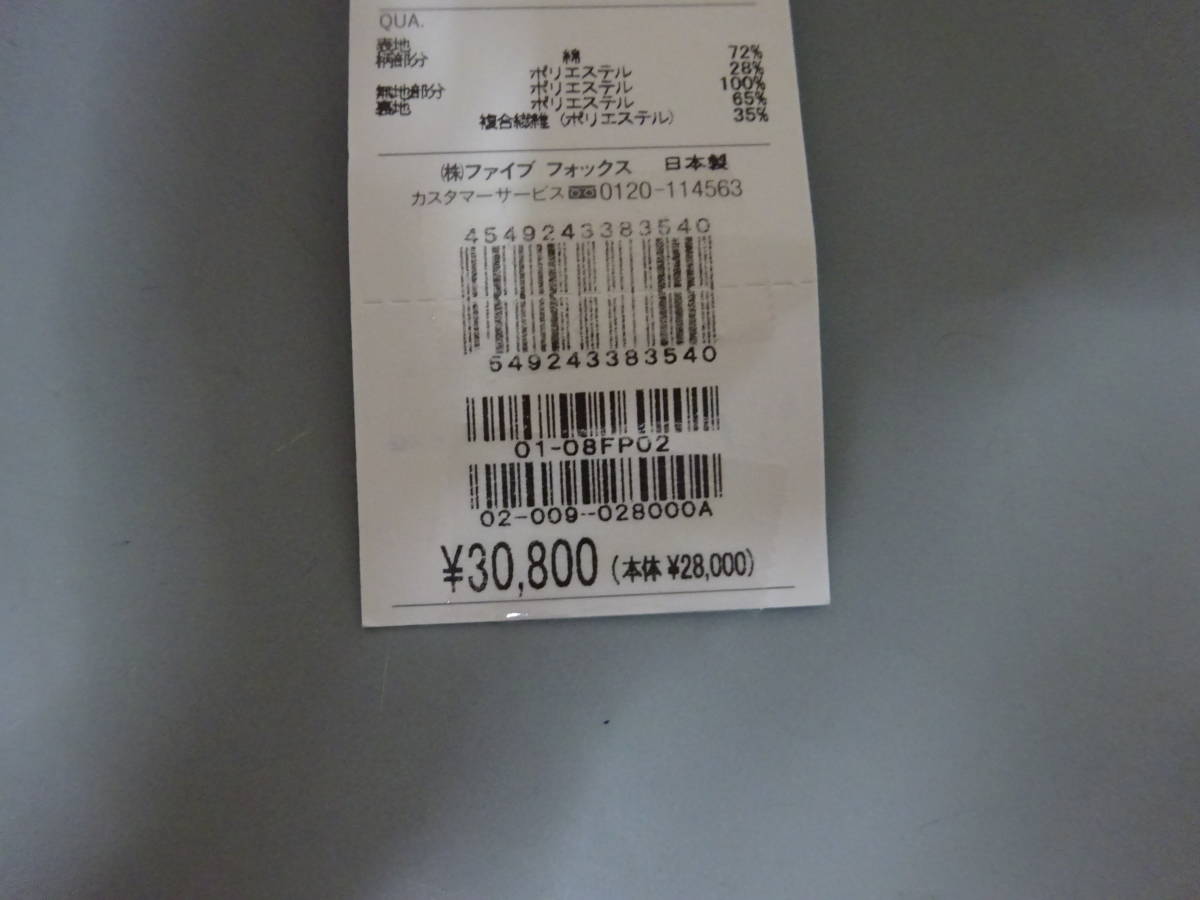 QUA.
表地
柄部分 綿 72%
ポリエステル 28%
無地部分 ポリエステル 100%
裏地 ポリエステル 65%
複合繊維(ポリエステル) 35%
(株)ファイブ フォックス 日本製
カスタマーサービス 0120-114563
4549243383540
549243383540
01-08FP02
02-009-028000A
¥30,800 (本体 ¥28,000)